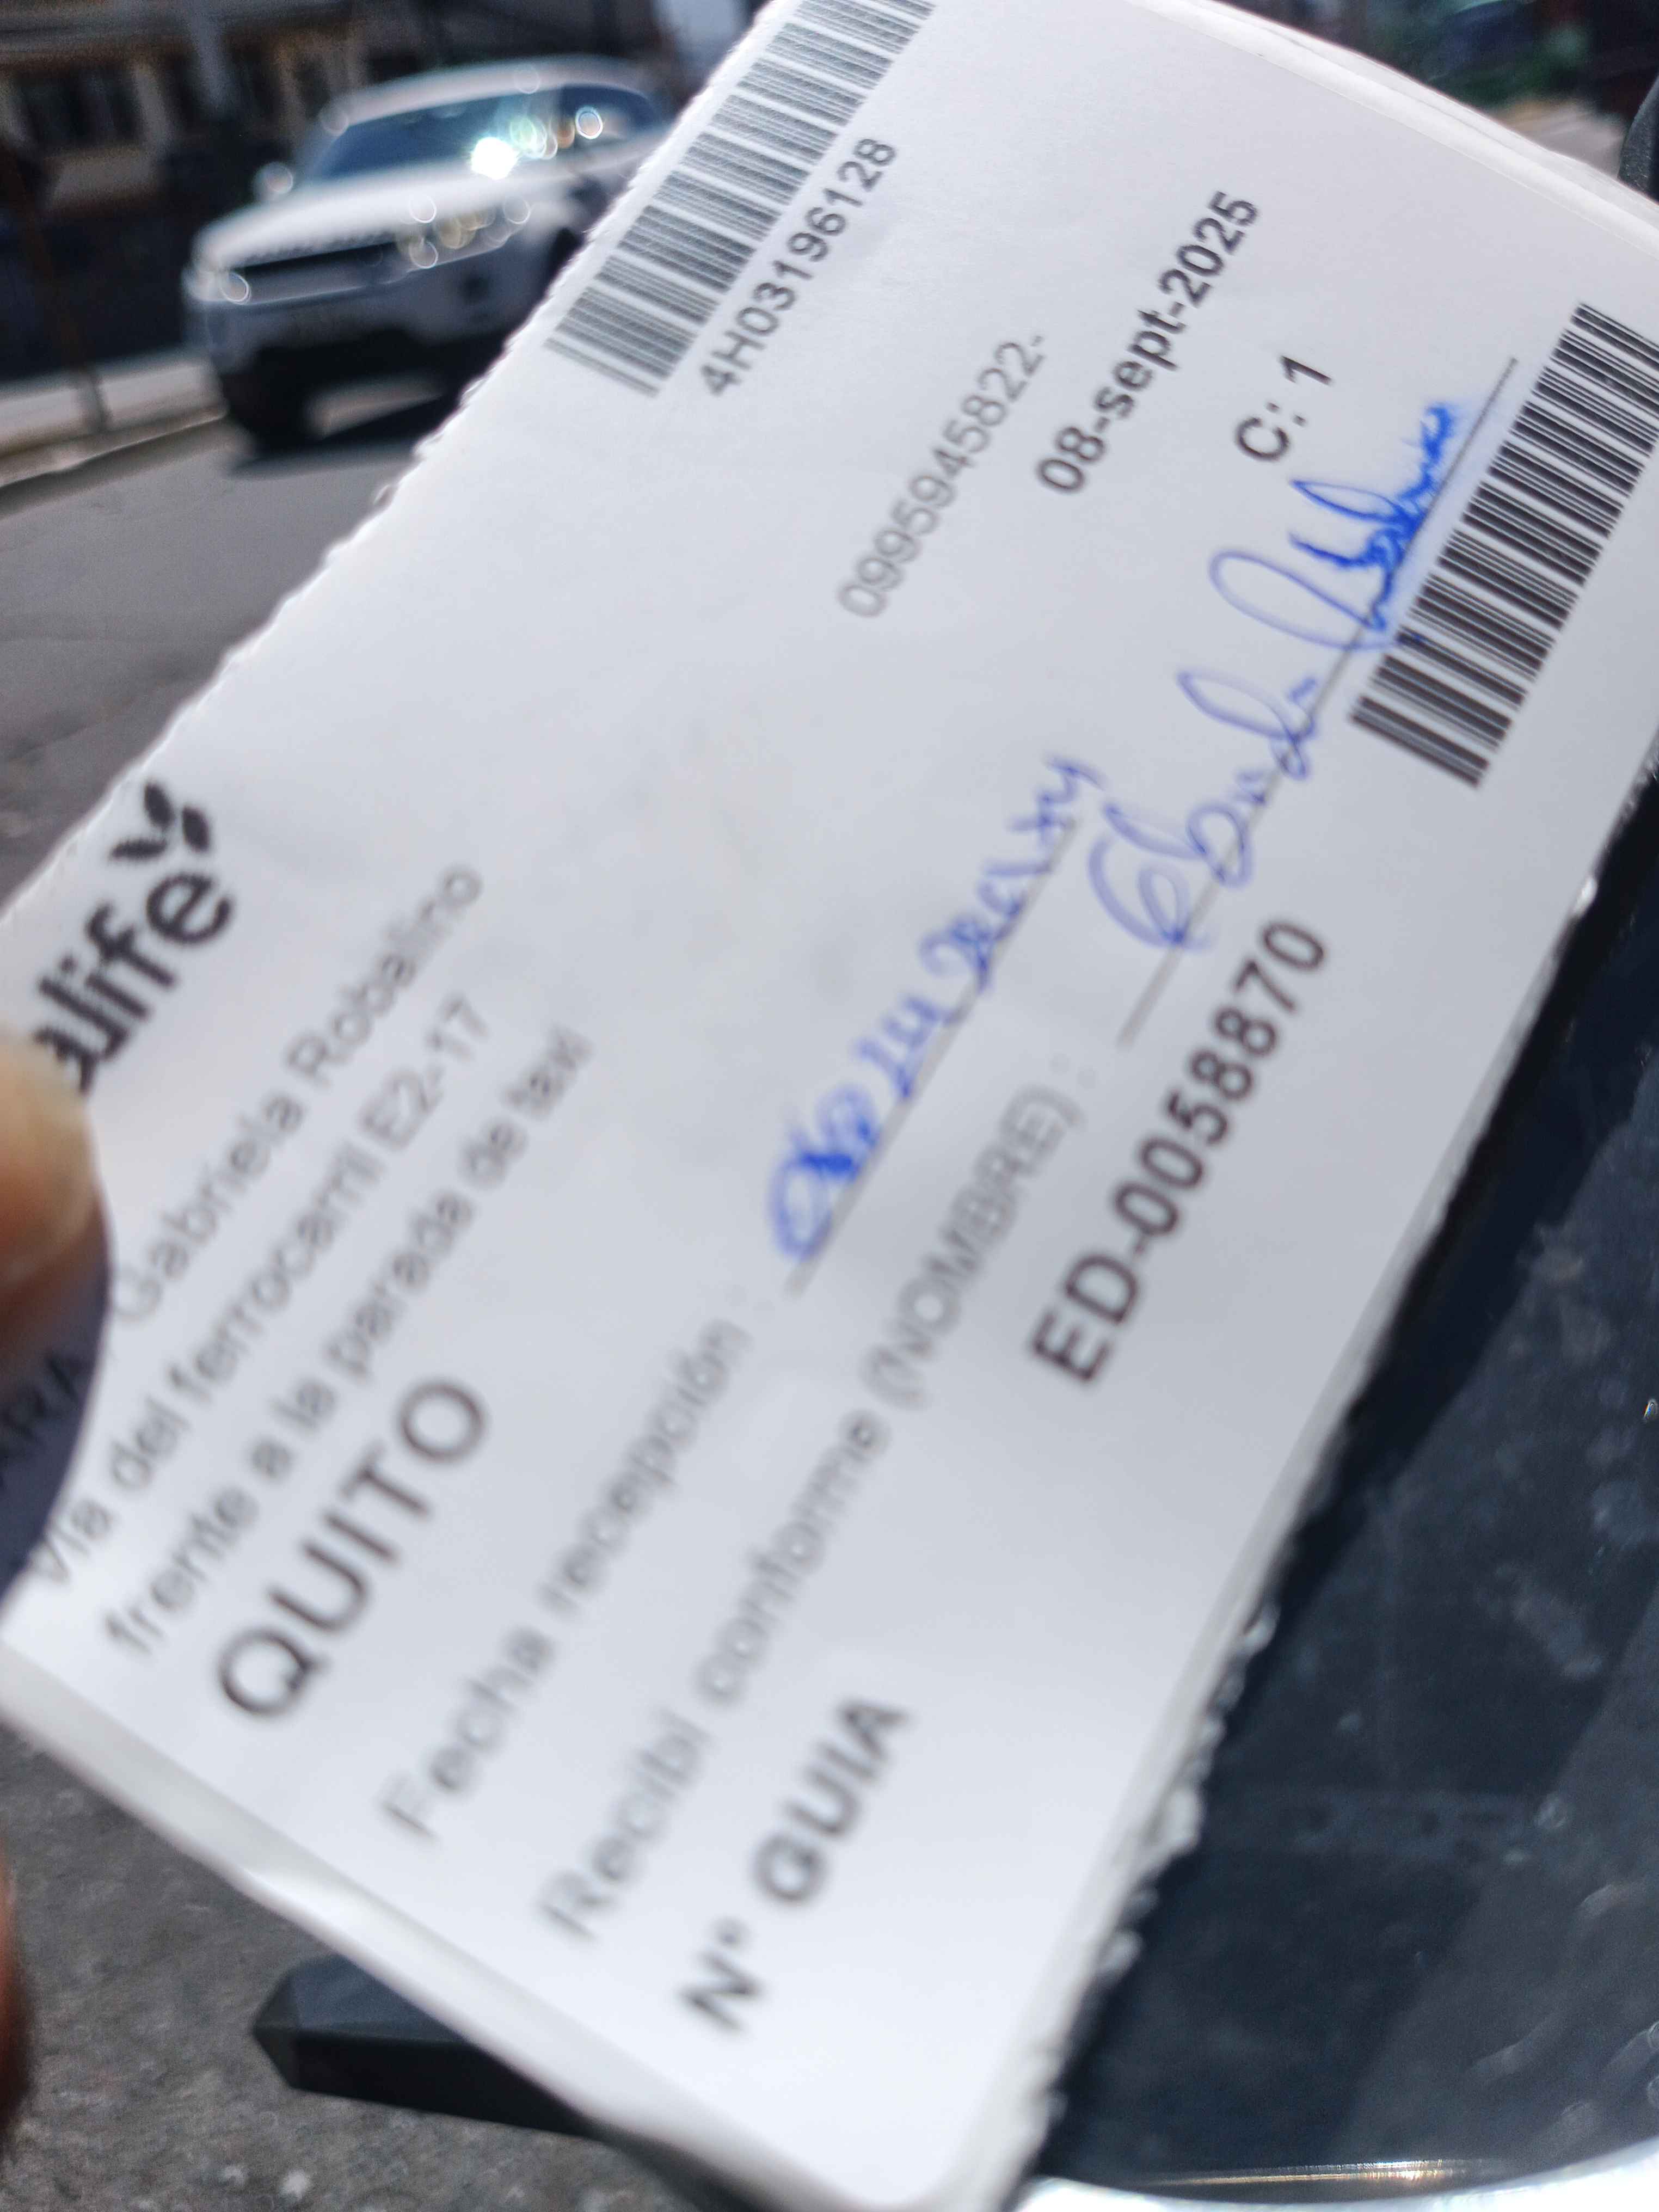 alife
4H03196128
Gabriela Robalino
Vía del ferrocarril E2-17
frente a la parada de taxi
0995945822-
QUITO
08-sept-2025
Fecha recepción :
C: 1
Recibí conforme (NOMBRE) :
N° GUIA
ED-0058870